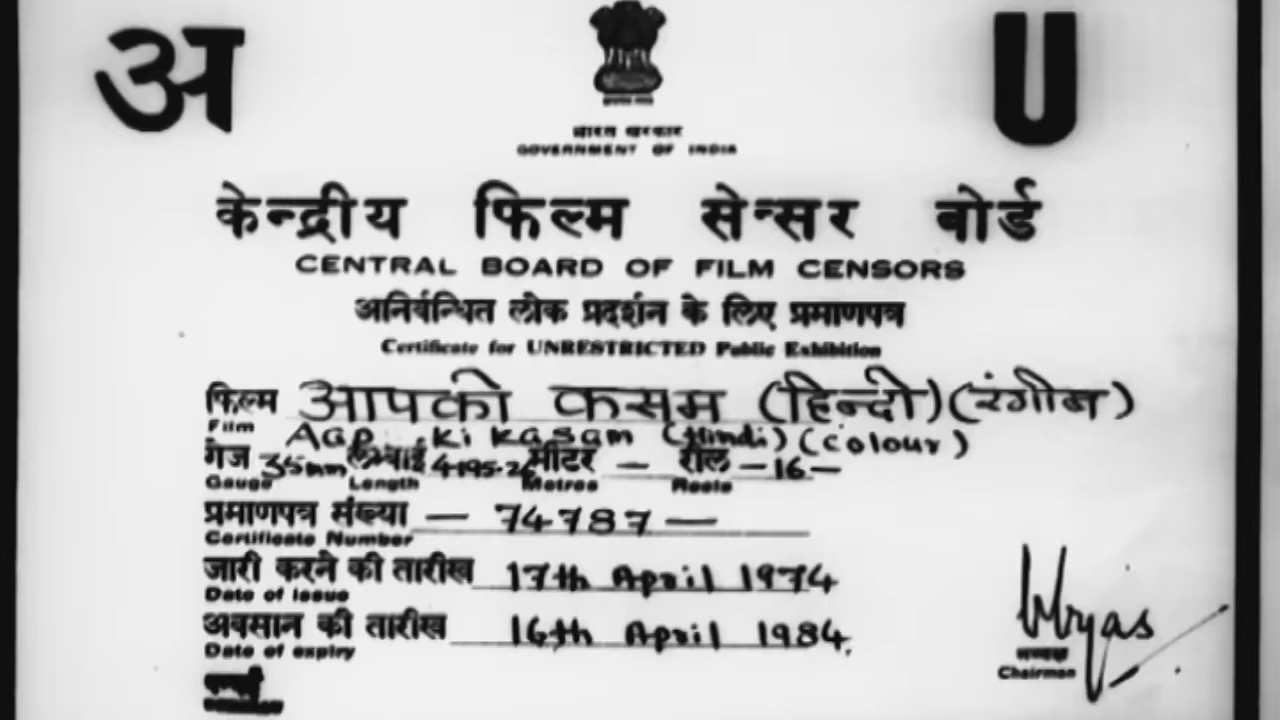 अ U
भारत सरकार
GOVERNMENT OF INDIA
केन्द्रीय फिल्म सेन्सर बोर्ड
CENTRAL BOARD OF FILM CENSORS
अनिर्बन्धित लोक प्रदर्शन के लिए प्रमाणपत्र
Certificate for UNRESTRICTED Public Exhibition
फिल्म आपकी कसम (हिन्दी) (रंगीन)
Film Aap ki kasam (Hindi) (colour)
गेज 35mm लम्बाई मीटर — रील —16—
Gauge Length Metres Reels
प्रमाणपत्र संख्या — 74787 —
Certificate Number
जारी करने की तारीख 17th April 1974
Date of issue
अवसान की तारीख 16th April 1984.
Date of expiry
अध्यक्ष
Chairman